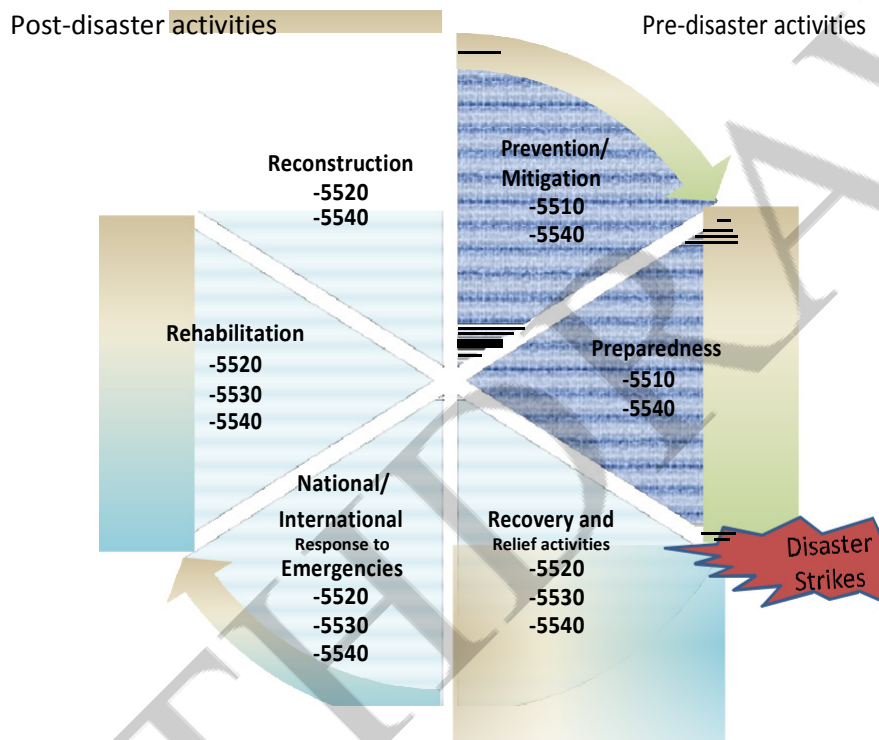 Post-disaster activities
Pre-disaster activities
Prevention/
Mitigation
-5510
-5540
Reconstruction
-5520
-5540
Rehabilitation
-5520
-5530
-5540
Preparedness
-5510
-5540
National/
International
Response to
Emergencies
-5520
-5530
-5540
Recovery and
Relief activities
-5520
-5530
-5540
Disaster
Strikes